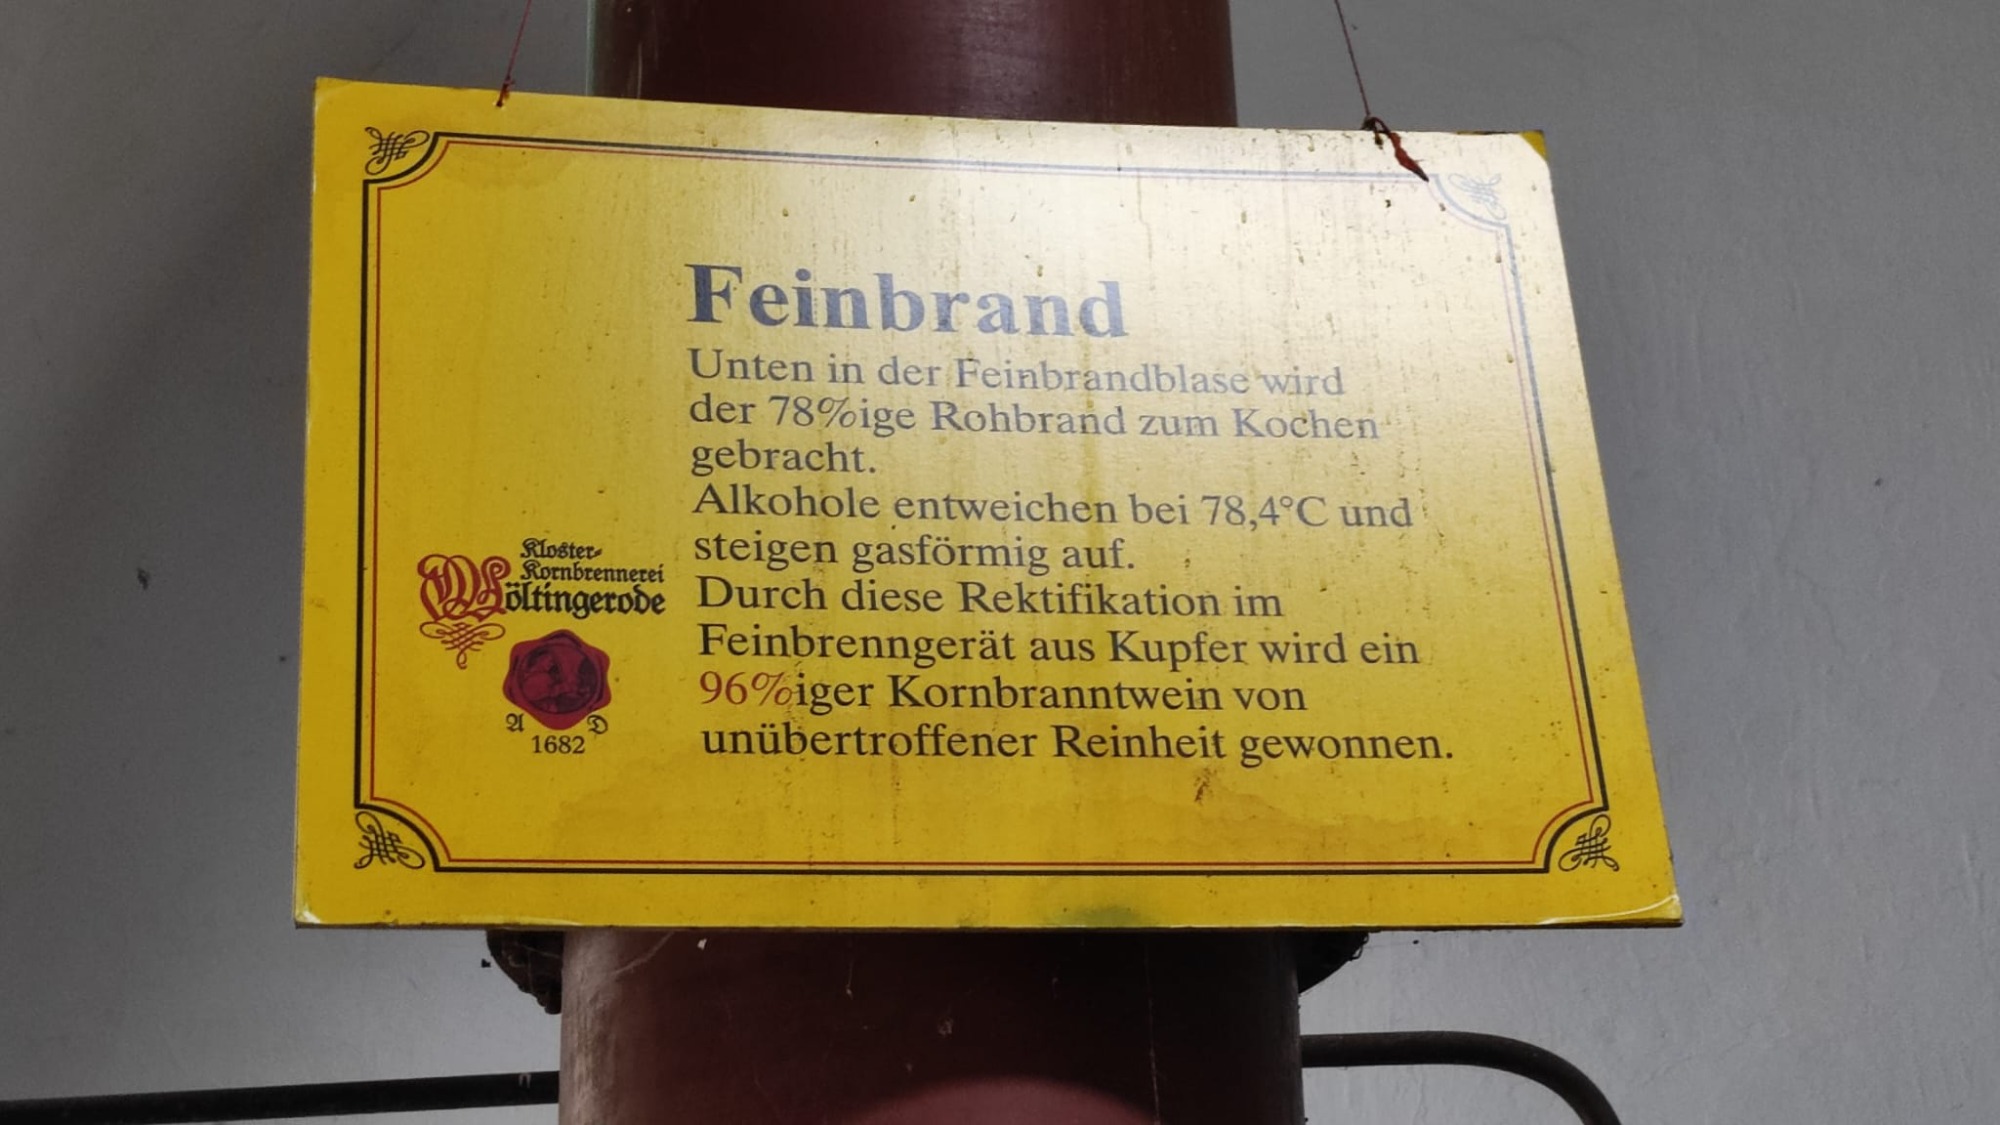 Feinbrand
Unten in der Feinbrandblase wird
der 78%ige Rohbrand zum Kochen
gebracht.
Alkohole entweichen bei 78,4°C und
steigen gasförmig auf.
Durch diese Rektifikation im
Feinbrenngerät aus Kupfer wird ein
96%iger Kornbranntwein von
unübertroffener Reinheit gewonnen.
Kloster-
Kornbrennerei
Wöltingerode
A D
1682